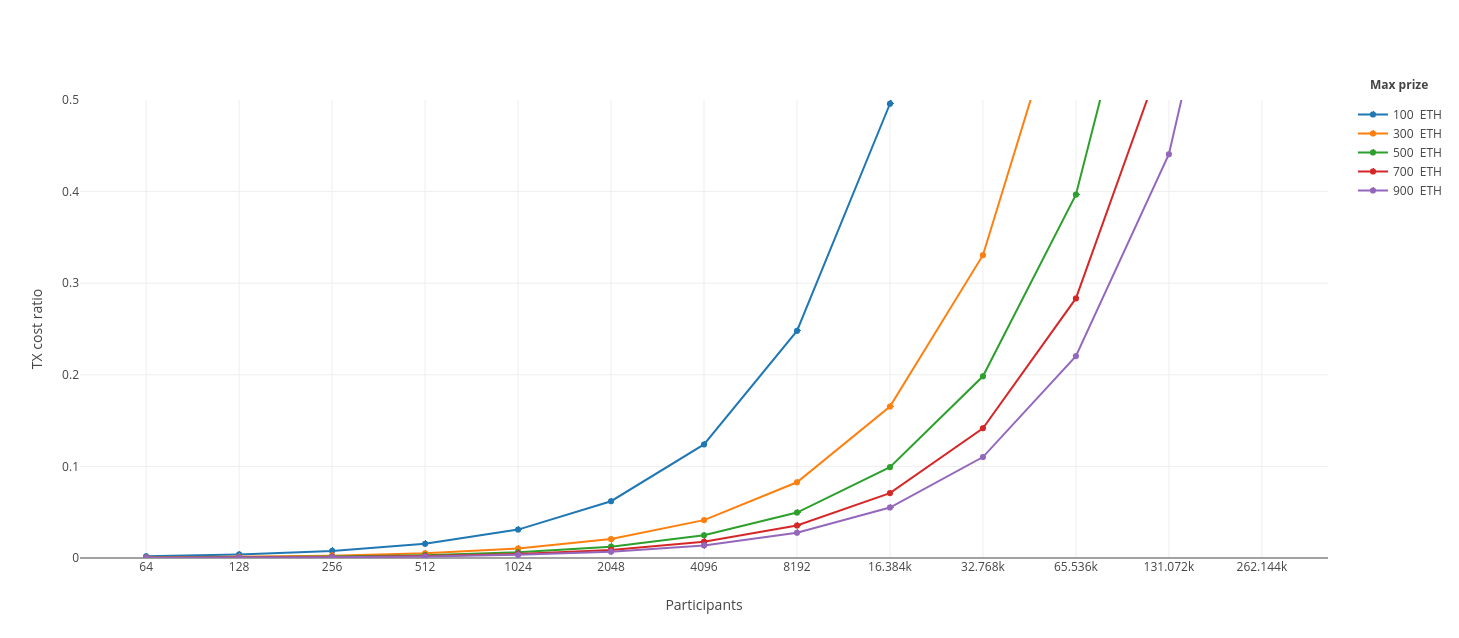 Max prize
100 ETH
300 ETH
500 ETH
700 ETH
900 ETH
0.5
0.4
0.3
0.2
0.1
0
TX cost ratio
64 128 256 512 1024 2048 4096 8192 16.384k 32.768k 65.536k 131.072k 262.144k
Participants